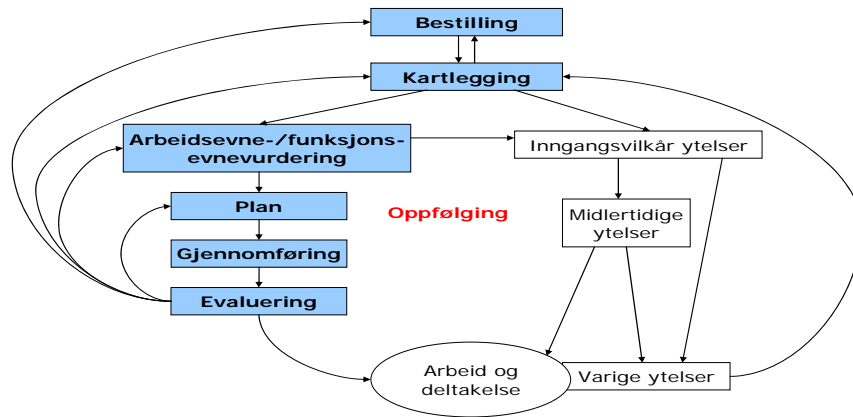 Bestilling
Kartlegging
Arbeidsevne-/funksjons-
evnevurdering
Inngangsvilkår ytelser
Plan
Oppfølging
Midlertidige
ytelser
Gjennomføring
Evaluering
Arbeid og
deltakelse
Varige ytelser